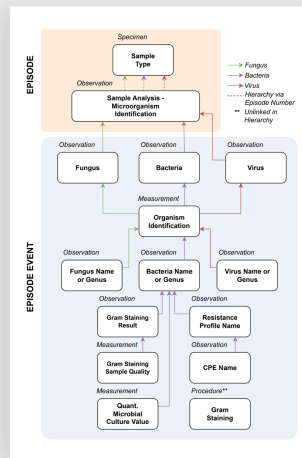 EPISODE
Specimen
Sample
Type
Observation
Sample Analysis -
Microorganism
Identification
Fungus
Bacteria
Virus
Hierarchy via
Episode Number
** Unlinked in
Hierarchy
EPISODE EVENT
Observation
Observation
Observation
Fungus
Bacteria
Virus
Measurement
Organism
Identification
Observation
Observation
Observation
Fungus Name
or Genus
Bacteria Name
or Genus
Virus Name or
Genus
Observation
Observation
Gram Staining
Result
Resistance
Profile Name
Measurement
Observation
Gram Staining
Sample Quality
CPE Name
Measurement
Procedure**
Quant.
Microbial
Culture Value
Gram
Staining